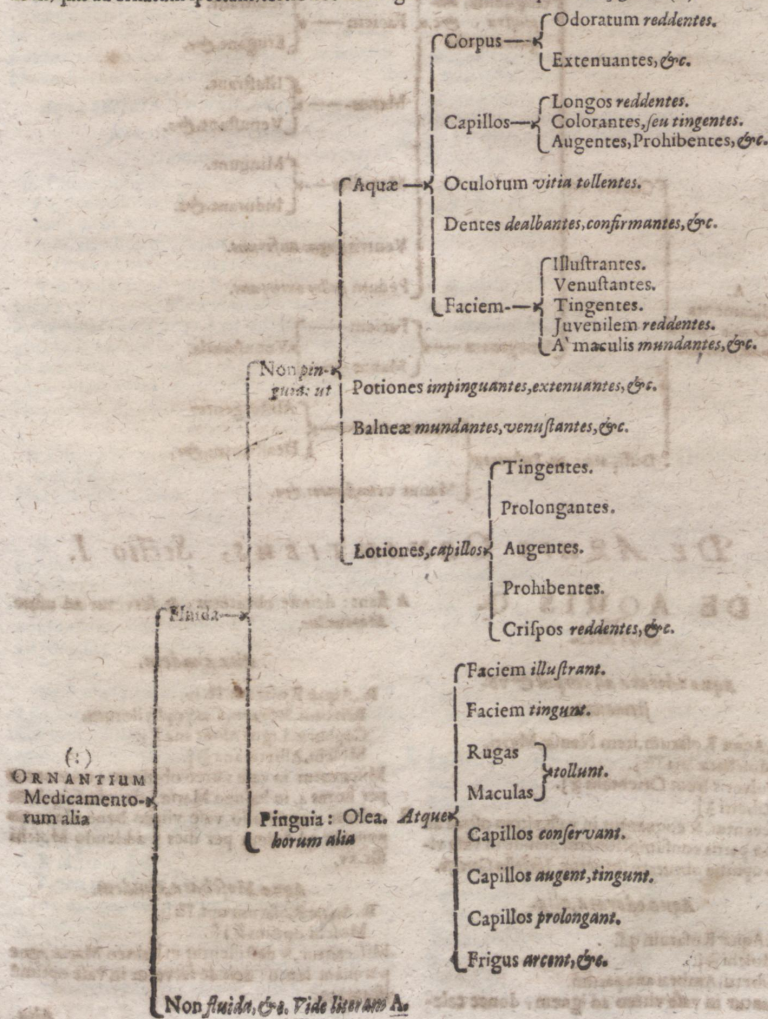 Corpus
Odoratum reddentes.
Extenuantes, &c.
Capillos
Longos reddentes.
Colorantes, ſeu tingentes.
Augentes, Prohibentes, &c.
Aquæ
Oculorum vitia tollentes.
Dentes dealbantes, confirmantes, &c.
Faciem
Illuſtrantes.
Venuſtantes.
Tingentes.
Juvenilem reddentes.
A' maculis mundantes, &c.
Non pin-
guia: ut
Potiones impinguantes, extenuantes, &c.
Balneæ mundantes, venuſtantes, &c.
Lotiones, capillos
Tingentes.
Prolongantes.
Augentes.
Prohibentes.
Criſpos reddentes, &c.
Fluida
(:)
ORNANTIUM
Medicamento-
rum alia
Pinguia: Olea. Atque
horum alia
Faciem illuſtrant.
Faciem tingunt.
Rugas
Maculas
tollunt.
Capillos conſervant.
Capillos augent, tingunt.
Capillos prolongant.
Frigus arcent, &c.
Non fluida, &c. Vide literam A.